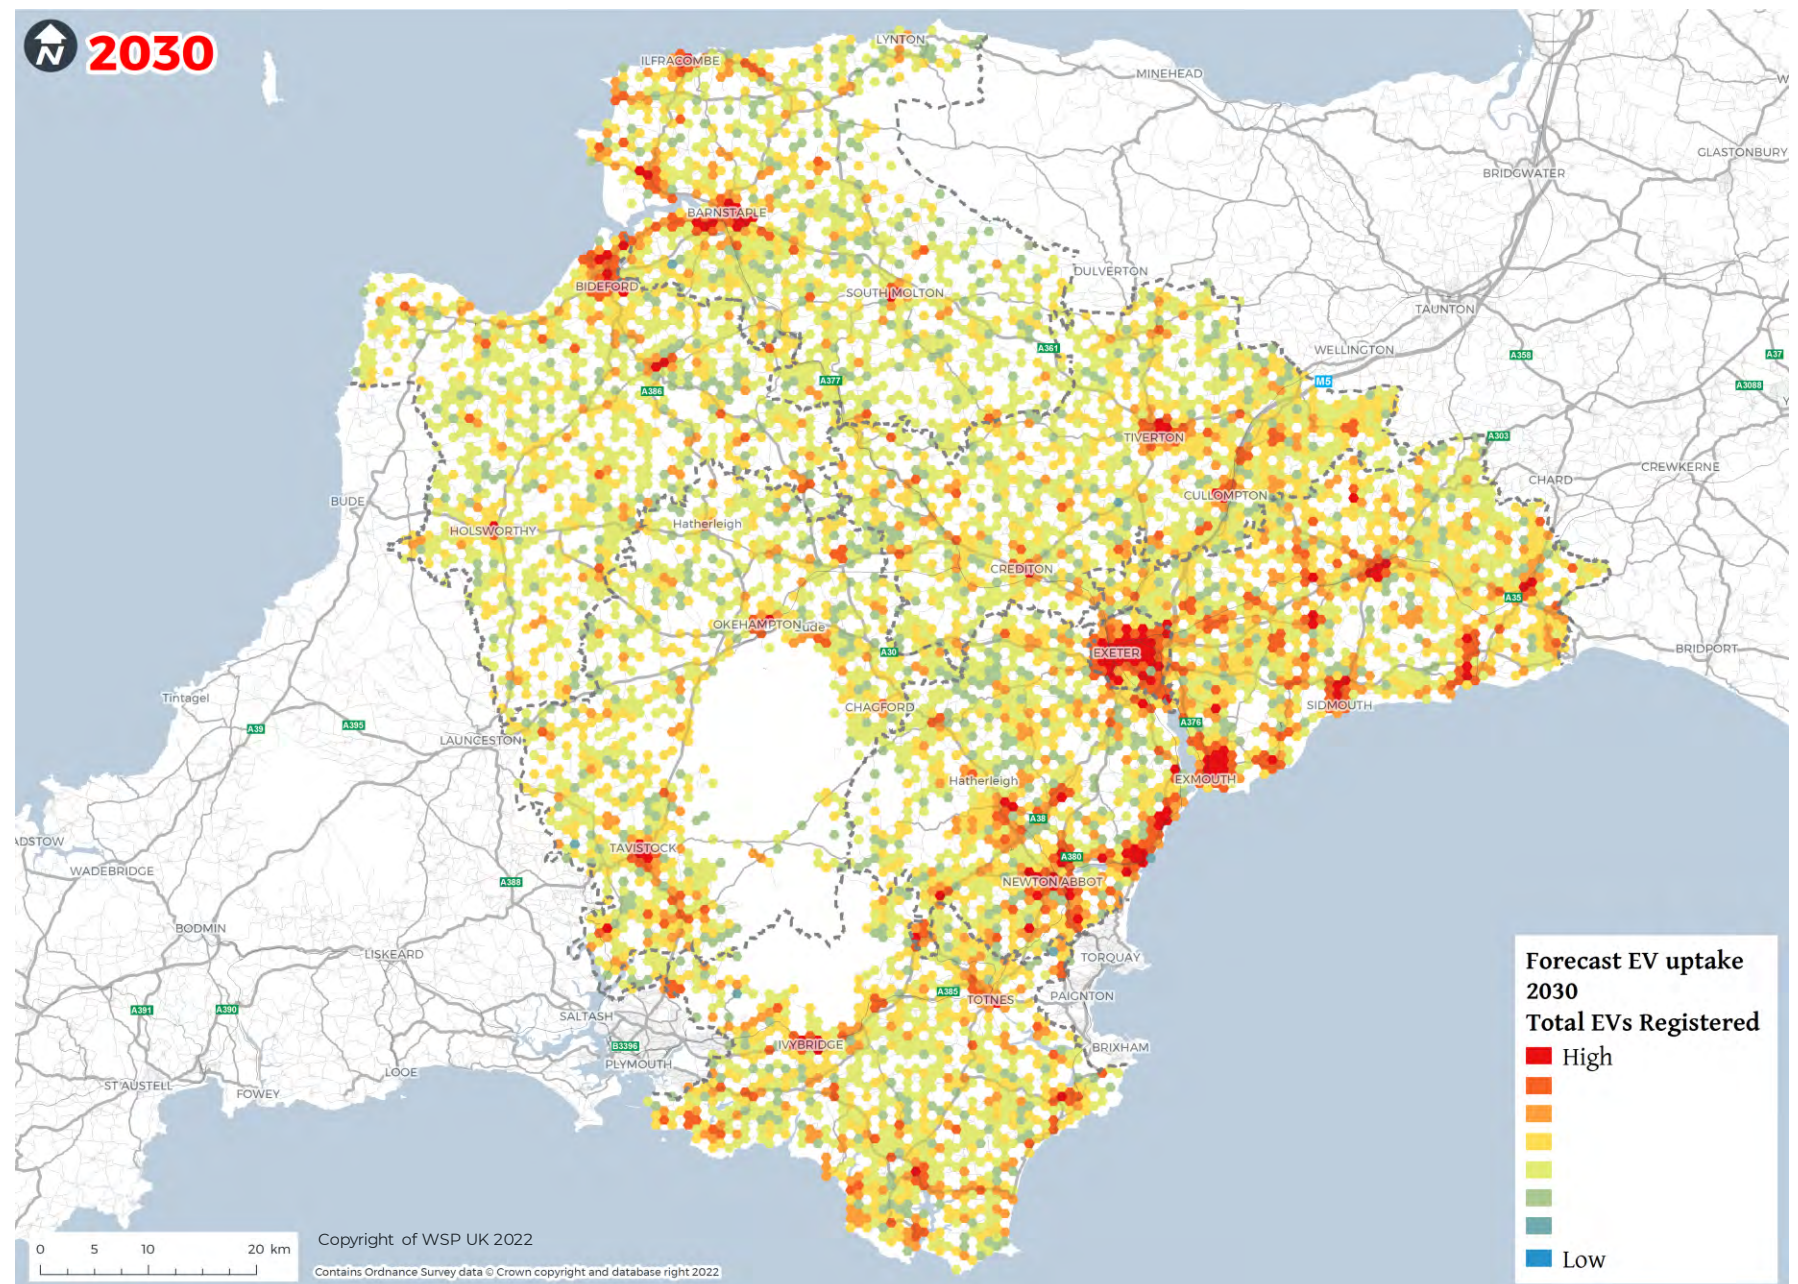 N
2030
LYNTON
ILFRACOMBE
MINEHEAD
GLASTONBURY
BRIDGWATER
BARNSTAPLE
DULVERTON
BIDEFORD
SOUTH MOLTON
TAUNTON
A361
WELLINGTON
A358
A37
A377
M5
A386
A3088
TIVERTON
A303
CREWKERNE
CHARD
BUDE
CULLOMPTON
HOLSWORTHY
Hatherleigh
CREDITON
A35
OKEHAMPTON
EXETER
A30
BRIDPORT
Tintagel
CHAGFORD
SIDMOUTH
A39
A395
A376
LAUNCESTON
Hatherleigh
EXMOUTH
A38
ADSTOW
TAVISTOCK
A380
WADEBRIDGE
A388
NEWTON ABBOT
BODMIN
LISKEARD
TORQUAY
A385
TOTNES
PAIGNTON
A391
A390
SALTASH
B3396
IVYBRIDGE
BRIXHAM
PLYMOUTH
LOOE
ST AUSTELL
FOWEY
Forecast EV uptake
2030
Total EVs Registered
High
Low
Copyright of WSP UK 2022
0 5 10 20 km
Contains Ordnance Survey data © Crown copyright and database right 2022